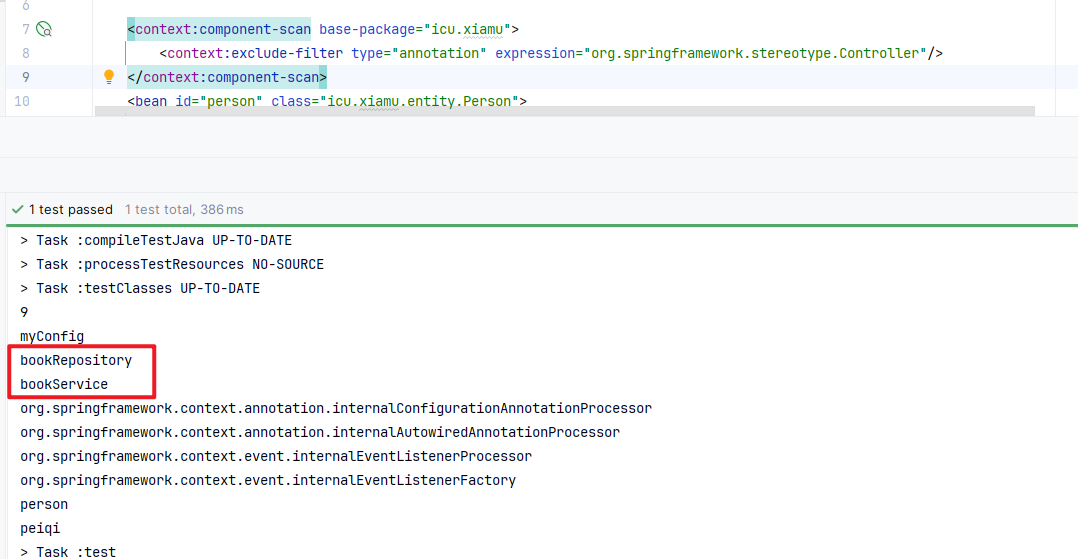 6
7 <context:component-scan base-package="icu.xiamu">
8 <context:exclude-filter type="annotation" expression="org.springframework.stereotype.Controller"/>
9 </context:component-scan>
10 <bean id="person" class="icu.xiamu.entity.Person">
1 test passed 1 test total, 386 ms
> Task :compileTestJava UP-TO-DATE
> Task :processTestResources NO-SOURCE
> Task :testClasses UP-TO-DATE
9
myConfig
bookRepository
bookService
org.springframework.context.annotation.internalConfigurationAnnotationProcessor
org.springframework.context.annotation.internalAutowiredAnnotationProcessor
org.springframework.context.event.internalEventListenerProcessor
org.springframework.context.event.internalEventListenerFactory
person
peiqi
> Task :test